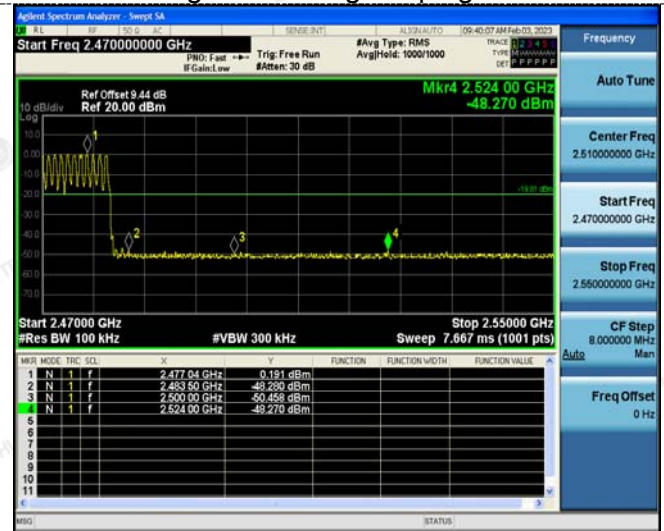 Agilent Spectrum Analyzer - Swept SA
RL RF 50 Ω AC SENSE:INT ALIGN AUTO 09:40:07 AM Feb 03, 2023
Start Freq 2.470000000 GHz
PNO: Fast
IFGain:Low
Trig: Free Run
#Atten: 30 dB
#Avg Type: RMS
Avg|Hold: 1000/1000
TRACE 1 2 3 4 5 6
TYPE
DET P P P P P P
Frequency
Auto Tune
Center Freq
2.510000000 GHz
Start Freq
2.470000000 GHz
Stop Freq
2.550000000 GHz
CF Step
8.000000 MHz
Auto Man
Freq Offset
0 Hz
Mkr4 2.524 00 GHz
-48.270 dBm
Ref Offset 9.44 dB
10 dB/div Ref 20.00 dBm
Log
10.0
0.00
-10.0
-20.0
-30.0
-40.0
-50.0
-60.0
-70.0
1
2
3
4
-19.81 dBm
Start 2.47000 GHz Stop 2.55000 GHz
#Res BW 100 kHz #VBW 300 kHz Sweep 7.667 ms (1001 pts)
MKR MODE TRC SCL X Y FUNCTION FUNCTION WIDTH FUNCTION VALUE
1 N 1 f 2.477 04 GHz 0.191 dBm
2 N 1 f 2.483 50 GHz -48.280 dBm
3 N 1 f 2.500 00 GHz -50.458 dBm
4 N 1 f 2.524 00 GHz -48.270 dBm
5
6
7
8
9
10
11
MSG STATUS